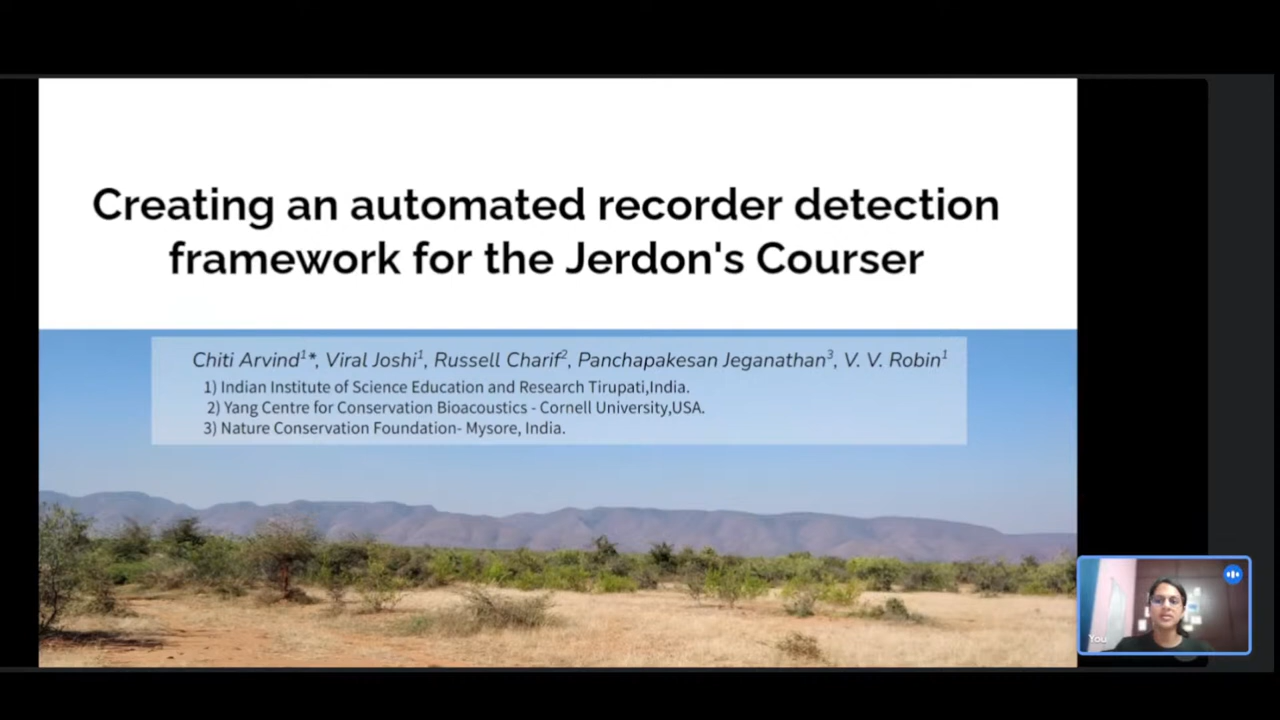 Creating an automated recorder detection
framework for the Jerdon's Courser
Chiti Arvind¹*, Viral Joshi¹, Russell Charif², Panchapakesan Jeganathan³, V. V. Robin¹
1) Indian Institute of Science Education and Research Tirupati,India.
2) Yang Centre for Conservation Bioacoustics - Cornell University,USA.
3) Nature Conservation Foundation- Mysore, India.
You